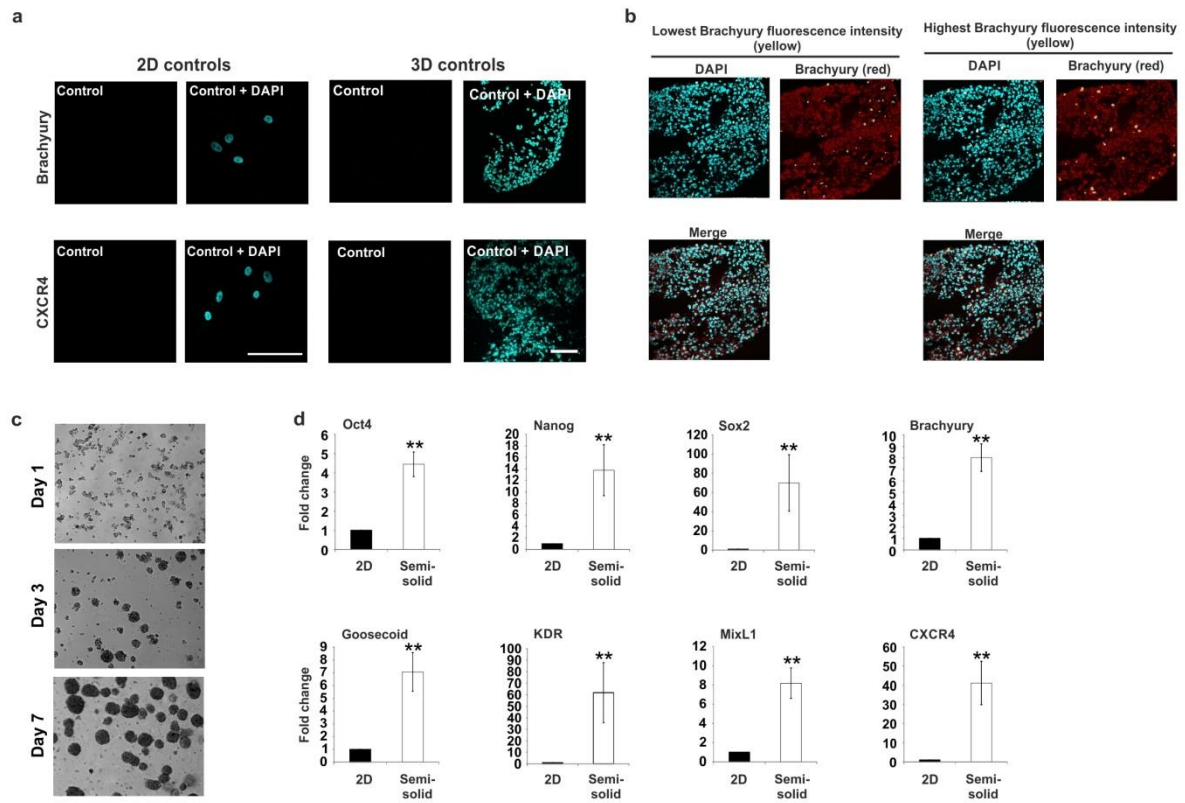 a
2D controls
3D controls
Brachyury
Control
Control + DAPI
Control
Control + DAPI
CXCR4
Control
Control + DAPI
Control
Control + DAPI
b
Lowest Brachyury fluorescence intensity
(yellow)
DAPI
Brachyury (red)
Merge
Highest Brachyury fluorescence intensity
(yellow)
DAPI
Brachyury (red)
Merge
c
Day 1
Day 3
Day 7
d
Oct4
Fold change
6
5
4
3
2
1
0
**
2D
Semi-
solid
Nanog
20
18
16
14
12
10
8
6
4
2
0
**
2D
Semi-
solid
Sox2
120
100
80
60
40
20
0
**
2D
Semi-
solid
Brachyury
10
9
8
7
6
5
4
3
2
1
0
**
2D
Semi-
solid
Goosecoid
Fold change
9
8
7
6
5
4
3
2
1
0
**
2D
Semi-
solid
KDR
100
90
80
70
60
50
40
30
20
10
0
**
2D
Semi-
solid
MixL1
12
10
8
6
4
2
0
**
2D
Semi-
solid
CXCR4
60
50
40
30
20
10
0
**
2D
Semi-
solid